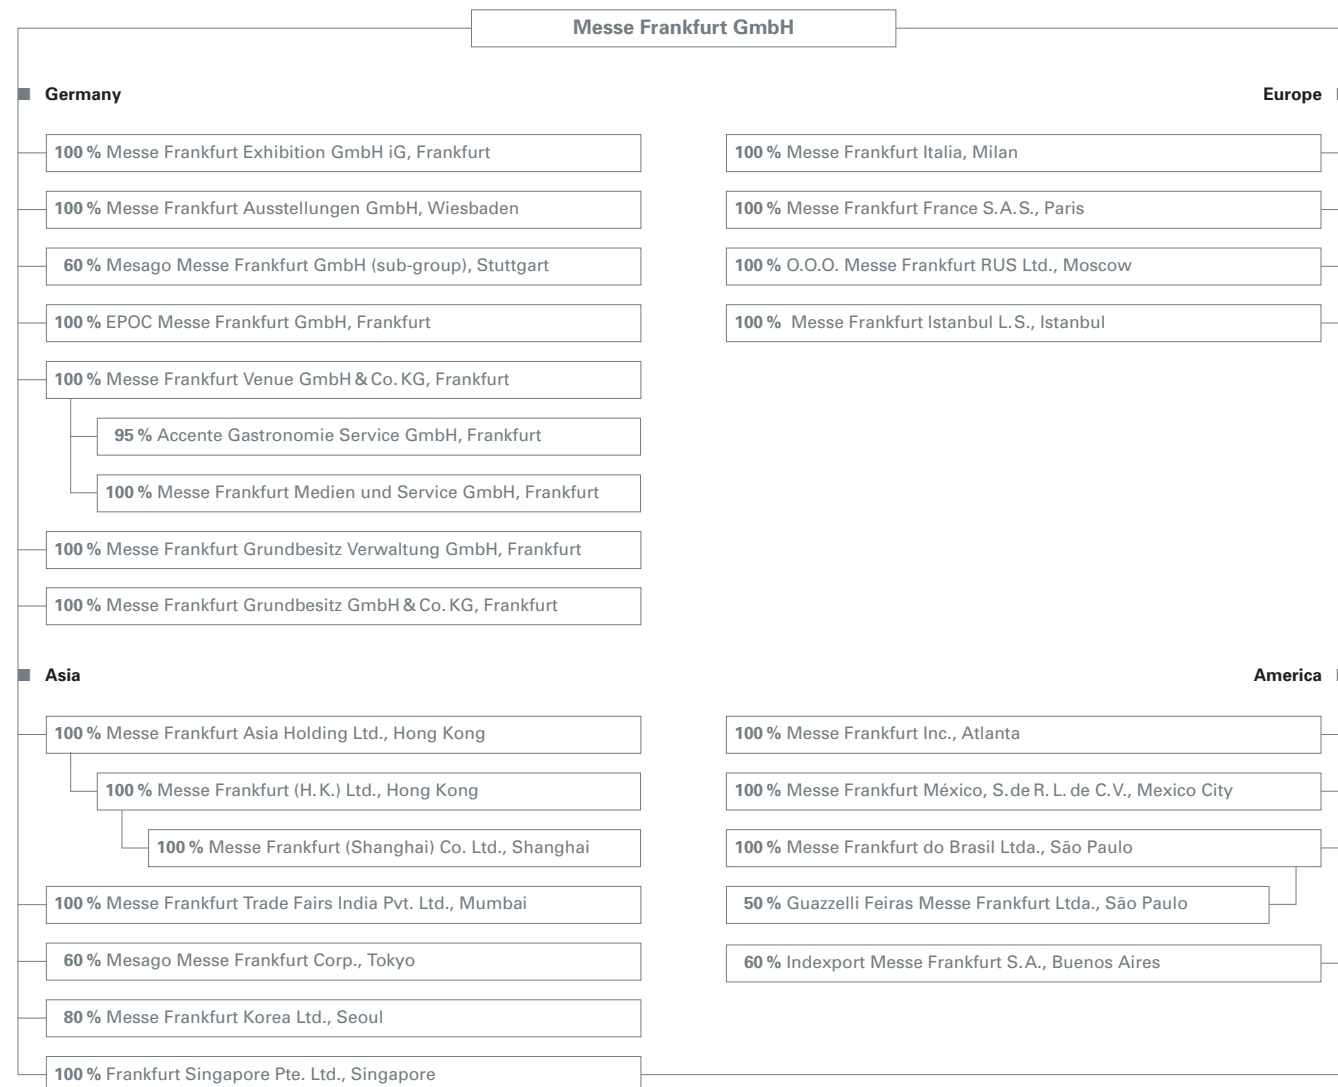 Messe Frankfurt GmbH
Germany
100 % Messe Frankfurt Exhibition GmbH iG, Frankfurt
100 % Messe Frankfurt Ausstellungen GmbH, Wiesbaden
60 % Mesago Messe Frankfurt GmbH (sub-group), Stuttgart
100 % EPOC Messe Frankfurt GmbH, Frankfurt
100 % Messe Frankfurt Venue GmbH & Co. KG, Frankfurt
95 % Accente Gastronomie Service GmbH, Frankfurt
100 % Messe Frankfurt Medien und Service GmbH, Frankfurt
100 % Messe Frankfurt Grundbesitz Verwaltung GmbH, Frankfurt
100 % Messe Frankfurt Grundbesitz GmbH & Co. KG, Frankfurt
Europe
100 % Messe Frankfurt Italia, Milan
100 % Messe Frankfurt France S.A.S., Paris
100 % O.O.O. Messe Frankfurt RUS Ltd., Moscow
100 % Messe Frankfurt Istanbul L.S., Istanbul
Asia
100 % Messe Frankfurt Asia Holding Ltd., Hong Kong
100 % Messe Frankfurt (H.K.) Ltd., Hong Kong
100 % Messe Frankfurt (Shanghai) Co. Ltd., Shanghai
100 % Messe Frankfurt Trade Fairs India Pvt. Ltd., Mumbai
60 % Mesago Messe Frankfurt Corp., Tokyo
80 % Messe Frankfurt Korea Ltd., Seoul
100 % Frankfurt Singapore Pte. Ltd., Singapore
America
100 % Messe Frankfurt Inc., Atlanta
100 % Messe Frankfurt México, S. de R. L. de C.V., Mexico City
100 % Messe Frankfurt do Brasil Ltda., São Paulo
50 % Guazzelli Feiras Messe Frankfurt Ltda., São Paulo
60 % Indexport Messe Frankfurt S.A., Buenos Aires